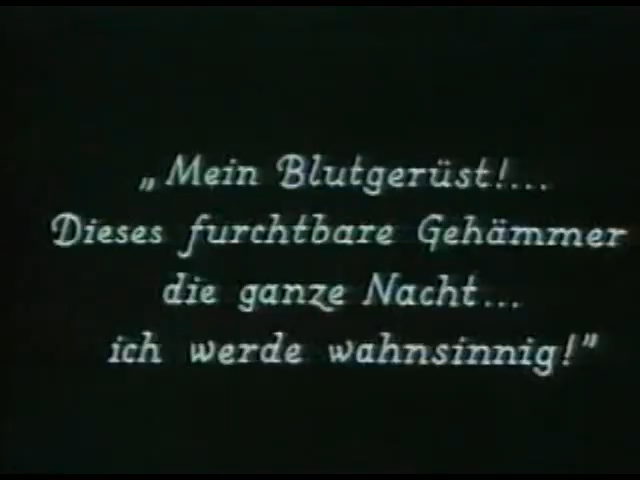 „Mein Blutgerüst!...
Dieses furchtbare Gehämmer
die ganze Nacht...
ich werde wahnsinnig!”